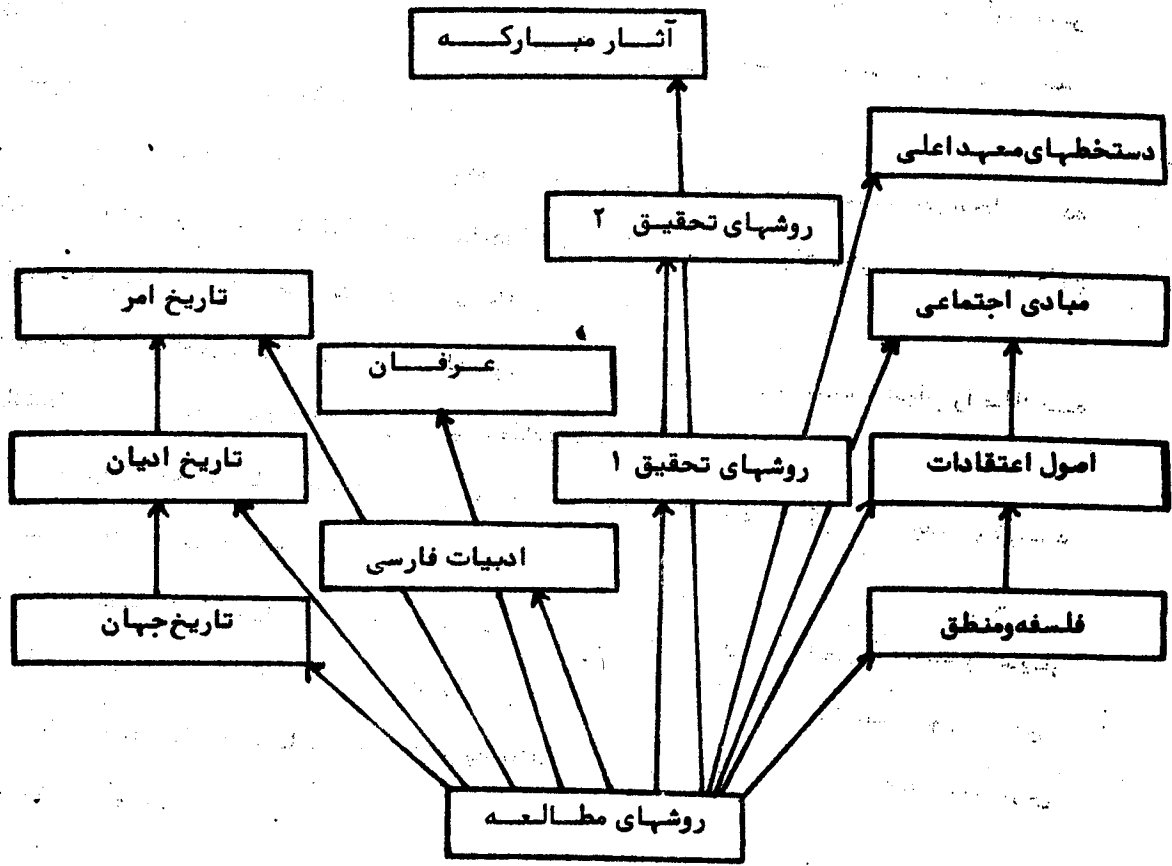 آثار مبارکه
دستخطهای معهد اعلی
روشهای تحقیق ۲
مبادی اجتماعی
تاریخ امر
عرفان
اصول اعتقادات
روشهای تحقیق ۱
تاریخ ادیان
ادبیات فارسی
فلسفه و منطق
تاریخ جهان
روشهای مطالعه